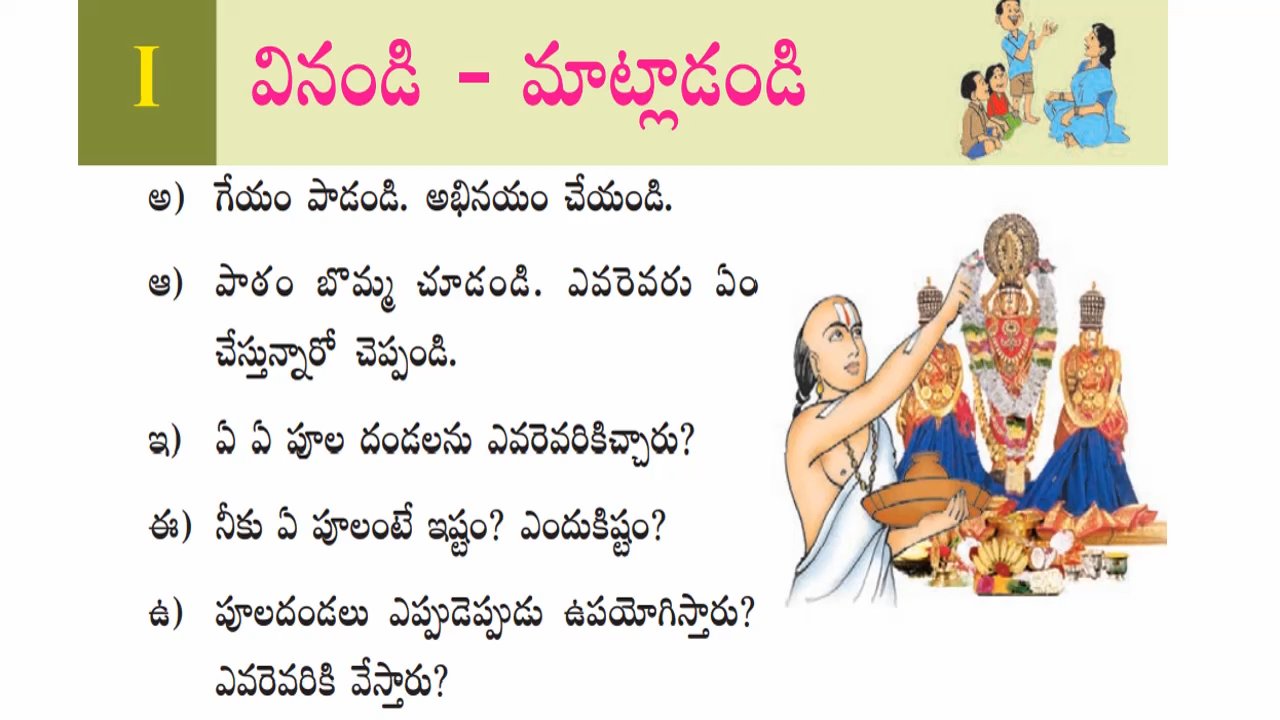 I
వినండి - మాట్లాడండి
అ) గేయం పాడండి. అభినయం చేయండి.
ఆ) పాఠం బొమ్మ చూడండి. ఎవరెవరు ఏం
చేస్తున్నారో చెప్పండి.
ఇ) ఏ ఏ పూల దండలను ఎవరెవరికిచ్చారు?
ఈ) నీకు ఏ పూలంటే ఇష్టం? ఎందుకిష్టం?
ఉ) పూలదండలు ఎప్పుడెప్పుడు ఉపయోగిస్తారు?
ఎవరెవరికి వేస్తారు?